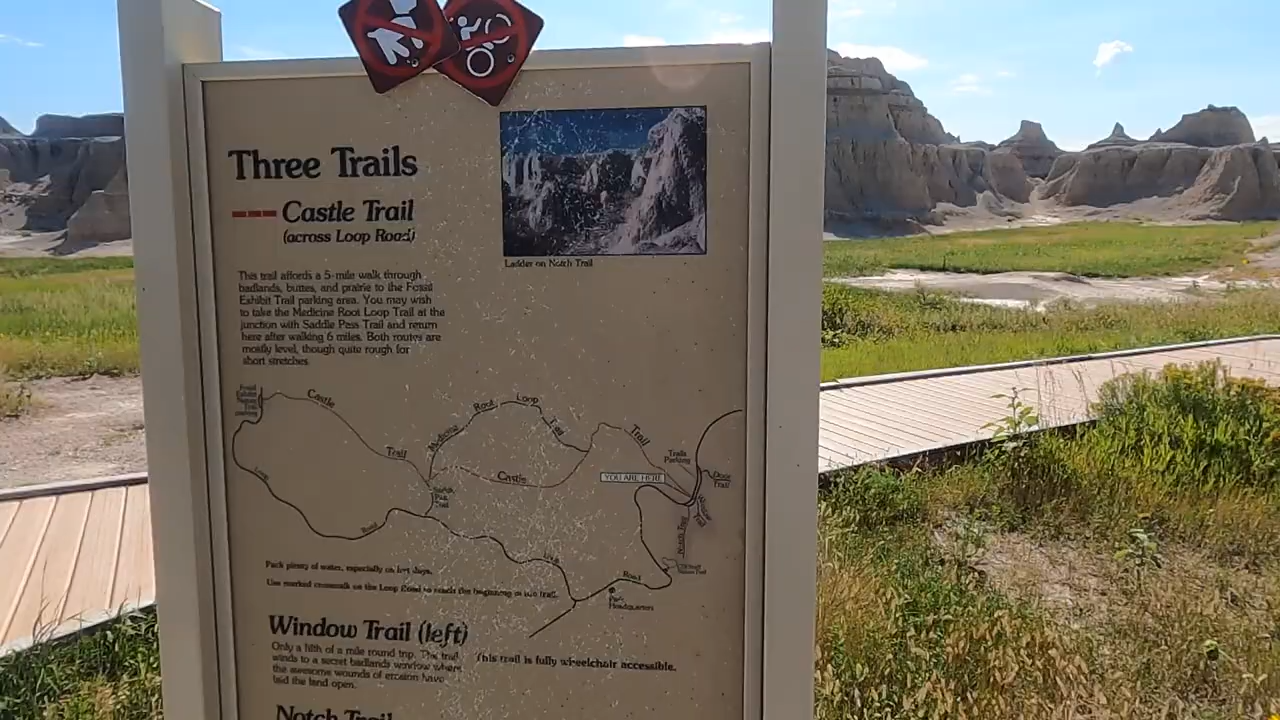 Three Trails
Castle Trail
(across Loop Road)
Ladder on Notch Trail
This trail affords a 5-mile walk through
badlands, buttes, and prairie to the Fossil
Exhibit Trail parking area. You may wish
to take the Medicine Root Loop Trail at the
junction with Saddle Pass Trail and return
here after walking 6 miles. Both routes are
mostly level, though quite rough for
short stretches.
Castle
Trail
Medicine
Root
Loop
Trail
Castle
Trail
Trails
Parking
YOU ARE HERE
Door
Trail
Window
Trail
Notch Trail
Pass
Trail
Loop
Road
Road
Park
Headquarters
Pack plenty of water, especially on hot days.
Use marked crosswalk on the Loop Road to reach the beginning of the trail.
Window Trail (left)
Only a fifth of a mile round trip. The trail
winds to a secret badlands window where
the awesome wounds of erosion have
laid the land open.
This trail is fully wheelchair accessible.
Notch Trail